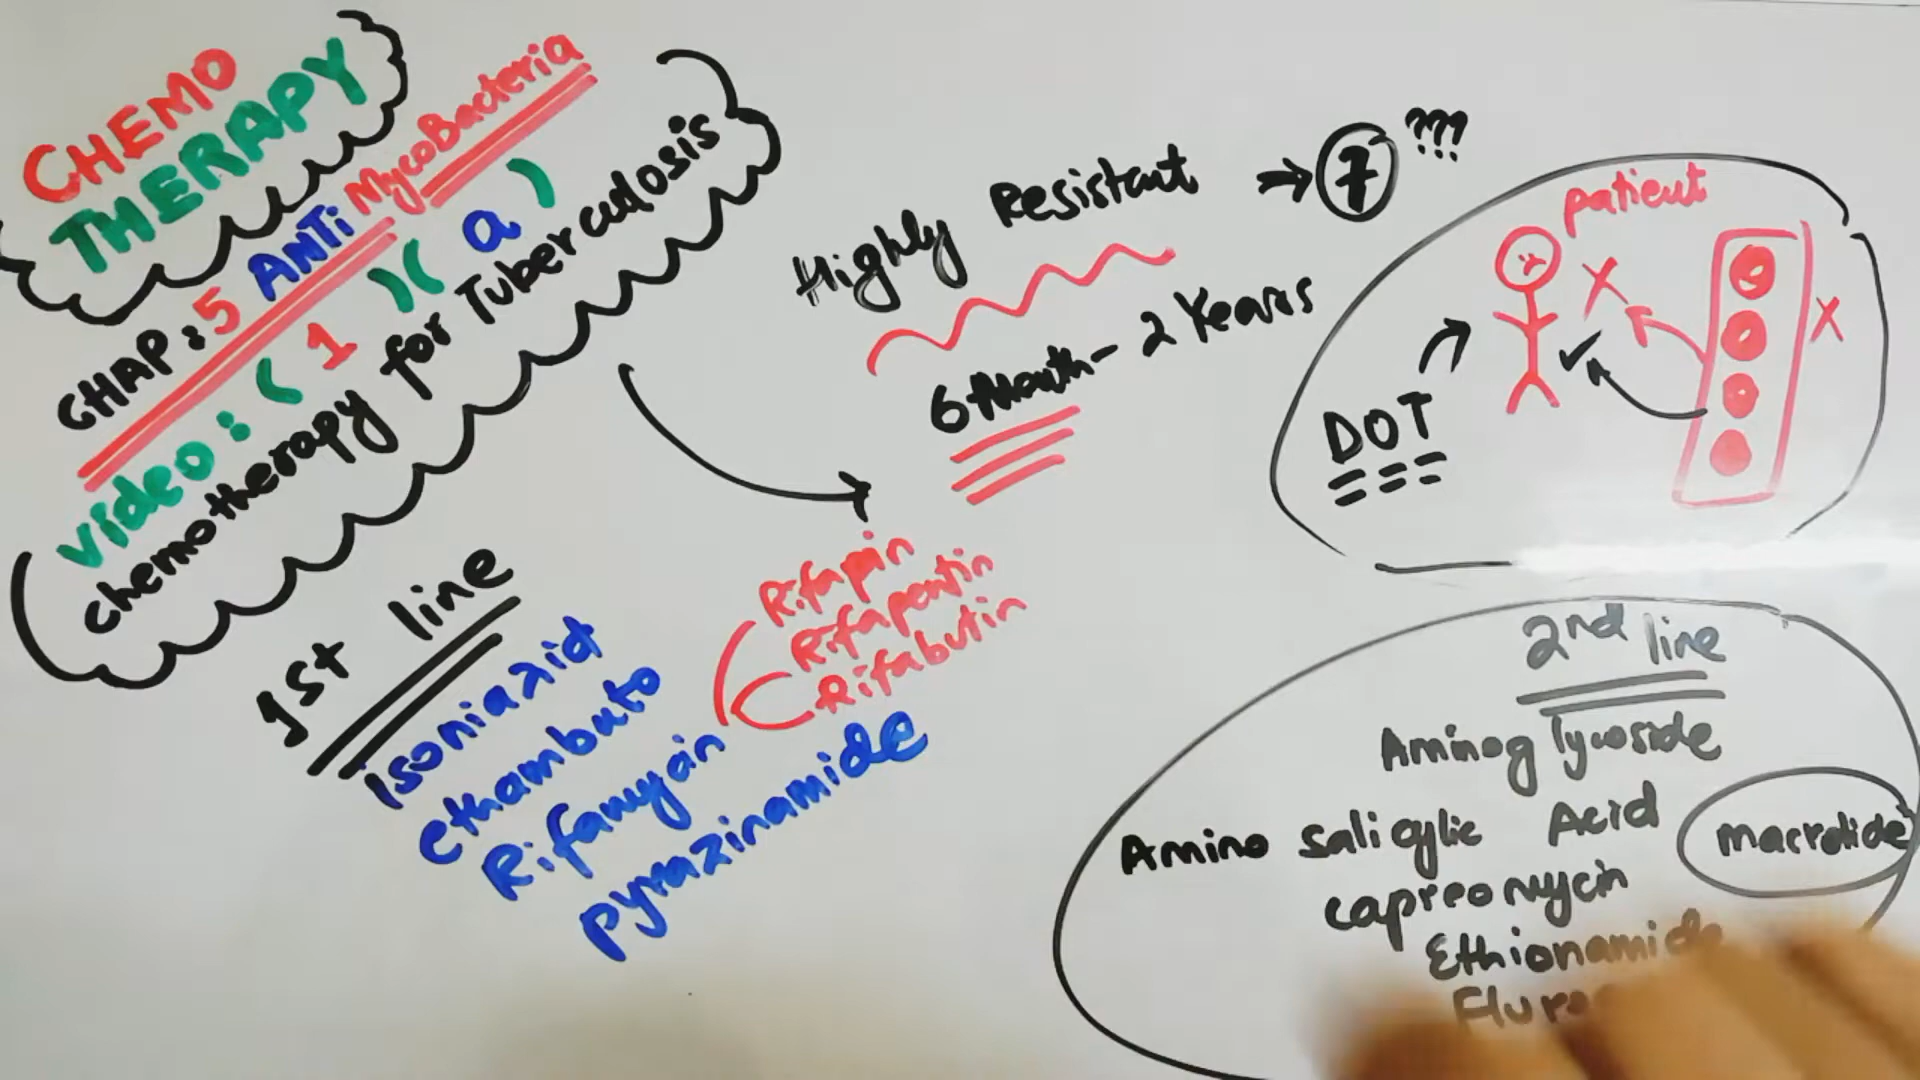 CHEMO
THERAPY
CHAP: 5 ANTi MycoBacteria
Video: ( 1 ) ( a )
chemotherapy for Tuberculosis
Highly Resistant → 7 ???
6 Month - 2 Years
patient
X
X
DOT
1st line
isoniazid
ethambuto
Rifamycin
pyrazinamide
Rifapin
Rifapentin
Rifabutin
2nd line
Aminoglycoside
Amino salicylic Acid
macrolide
capreomycin
Ethionamide